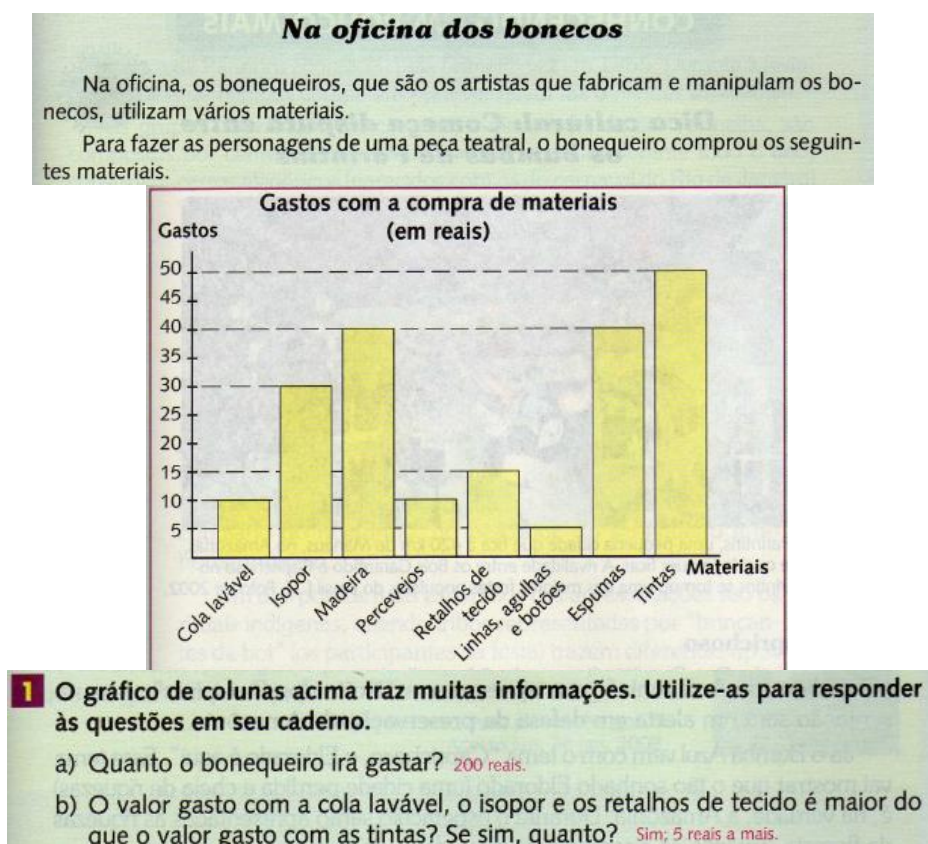 Na oficina dos bonecos
Na oficina, os bonequeiros, que são os artistas que fabricam e manipulam os bo-
necos, utilizam vários materiais.
Para fazer as personagens de uma peça teatral, o bonequeiro comprou os seguin-
tes materiais.
Gastos com a compra de materiais
(em reais)
Gastos
50
45
40
35
30
25
20
15
10
5
Materiais
Cola lavável
Isopor
Madeira
Percevejos
Retalhos de
tecido
Linhas, agulhas
e botões
Espumas
Tintas
1 O gráfico de colunas acima traz muitas informações. Utilize-as para responder
às questões em seu caderno.
a) Quanto o bonequeiro irá gastar? 200 reais.
b) O valor gasto com a cola lavável, o isopor e os retalhos de tecido é maior do
que o valor gasto com as tintas? Se sim, quanto? Sim; 5 reais a mais.